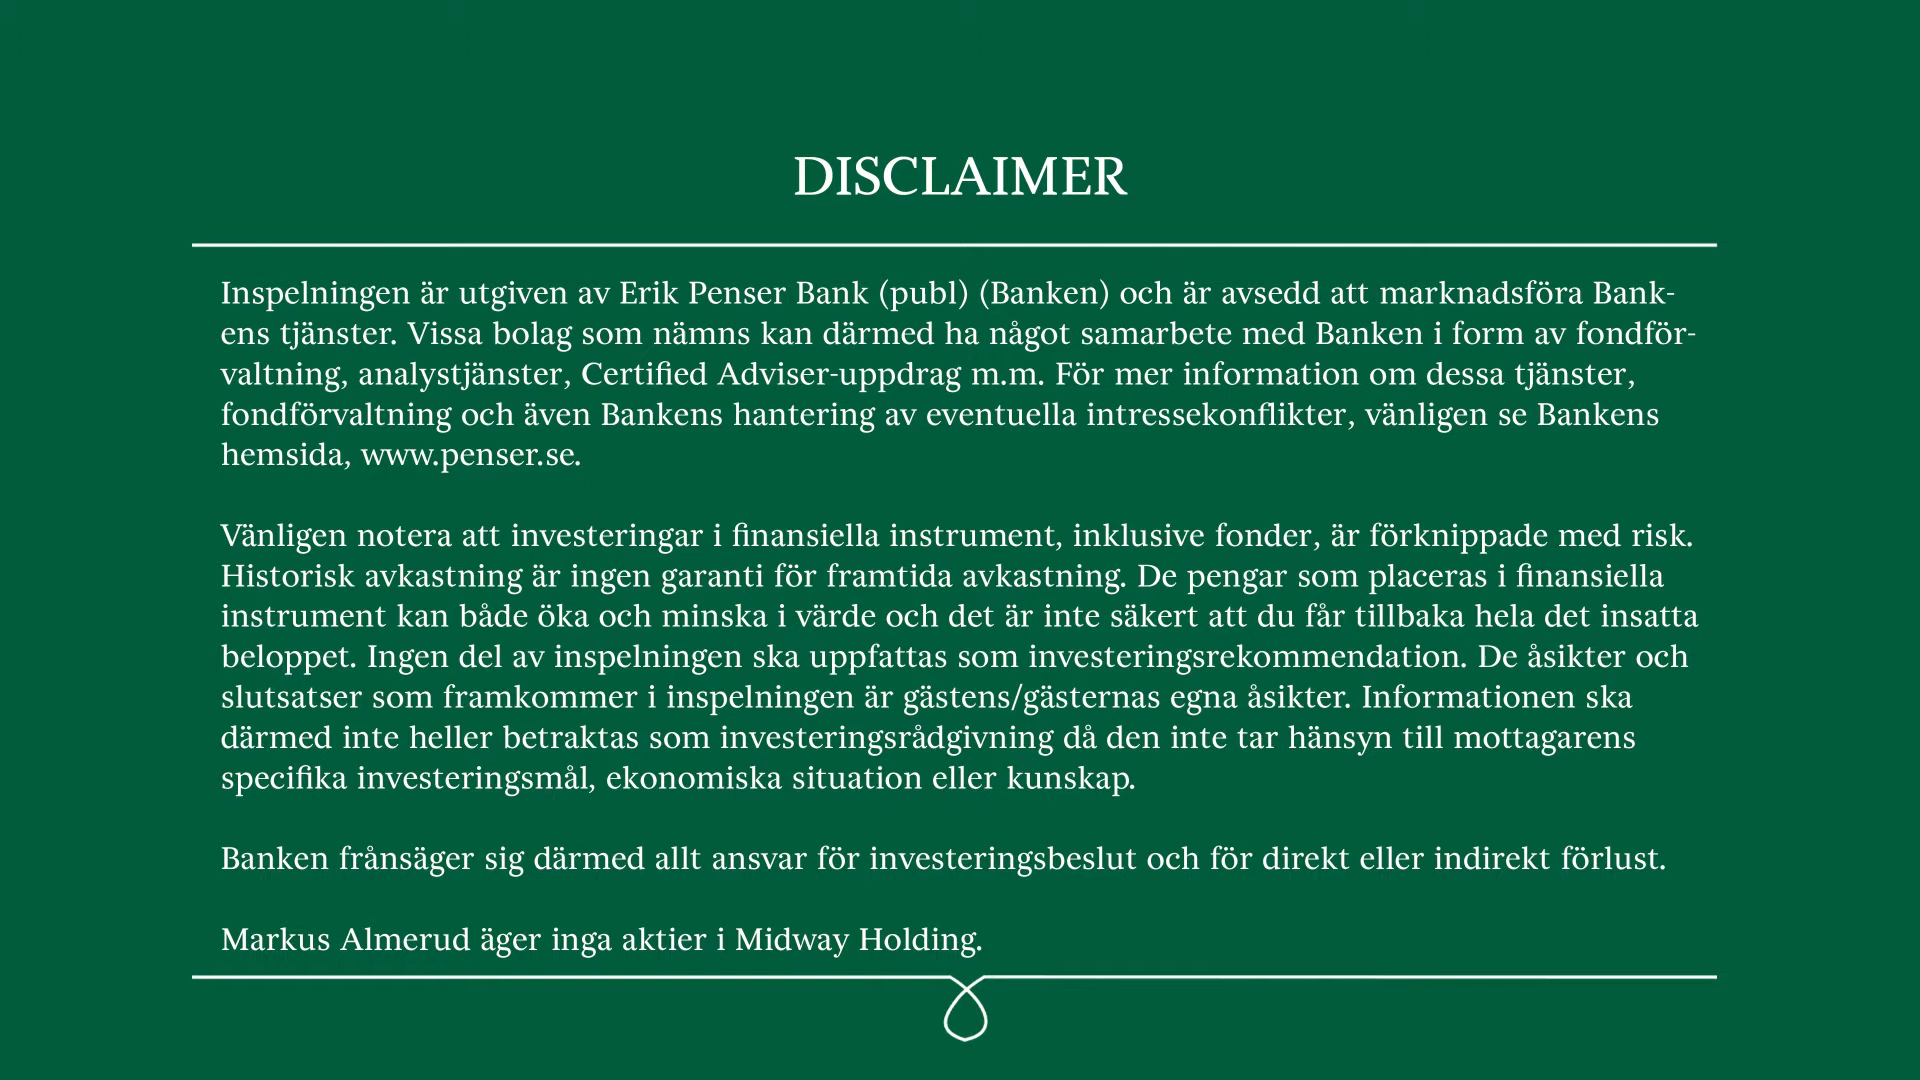 DISCLAIMER
Inspelningen är utgiven av Erik Penser Bank (publ) (Banken) och är avsedd att marknadsföra Bank-
ens tjänster. Vissa bolag som nämns kan därmed ha något samarbete med Banken i form av fondför-
valtning, analystjänster, Certified Adviser-uppdrag m.m. För mer information om dessa tjänster,
fondförvaltning och även Bankens hantering av eventuella intressekonflikter, vänligen se Bankens
hemsida, www.penser.se.
Vänligen notera att investeringar i finansiella instrument, inklusive fonder, är förknippade med risk.
Historisk avkastning är ingen garanti för framtida avkastning. De pengar som placeras i finansiella
instrument kan både öka och minska i värde och det är inte säkert att du får tillbaka hela det insatta
beloppet. Ingen del av inspelningen ska uppfattas som investeringsrekommendation. De åsikter och
slutsatser som framkommer i inspelningen är gästens/gästernas egna åsikter. Informationen ska
därmed inte heller betraktas som investeringsrådgivning då den inte tar hänsyn till mottagarens
specifika investeringsmål, ekonomiska situation eller kunskap.
Banken frånsäger sig därmed allt ansvar för investeringsbeslut och för direkt eller indirekt förlust.
Markus Almerud äger inga aktier i Midway Holding.